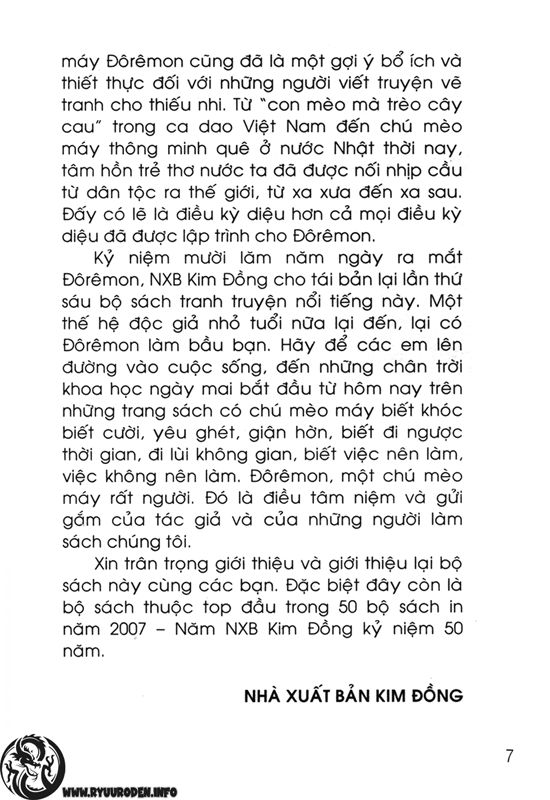 máy Đôrêmon cũng đã là một gợi ý bổ ích và
thiết thực đối với những người viết truyện vẽ
tranh cho thiếu nhi. Từ "con mèo mà trèo cây
cau" trong ca dao Việt Nam đến chú mèo
máy thông minh quê ở nước Nhật thời nay,
tâm hồn trẻ thơ nước ta đã được nối nhịp cầu
từ dân tộc ra thế giới, từ xa xưa đến xa sau.
Đấy có lẽ là điều kỳ diệu hơn cả mọi điều kỳ
diệu đã được lập trình cho Đôrêmon.
Kỷ niệm mười lăm năm ngày ra mắt
Đôrêmon, NXB Kim Đồng cho tái bản lại lần thứ
sáu bộ sách tranh truyện nổi tiếng này. Một
thế hệ độc giả nhỏ tuổi nữa lại đến, lại có
Đôrêmon làm bầu bạn. Hãy để các em lên
đường vào cuộc sống, đến những chân trời
khoa học ngày mai bắt đầu từ hôm nay trên
những trang sách có chú mèo máy biết khóc
biết cười, yêu ghét, giận hờn, biết đi ngược
thời gian, đi lùi không gian, biết việc nên làm,
việc không nên làm. Đôrêmon, một chú mèo
máy rất người. Đó là điều tâm niệm và gửi
gắm của tác giả và của những người làm
sách chúng tôi.
Xin trân trọng giới thiệu và giới thiệu lại bộ
sách này cùng các bạn. Đặc biệt đây còn là
bộ sách thuộc top đầu trong 50 bộ sách in
năm 2007 – Năm NXB Kim Đồng kỷ niệm 50
năm.
NHÀ XUẤT BẢN KIM ĐỒNG
7
WWW.RYUURODEN.INFO